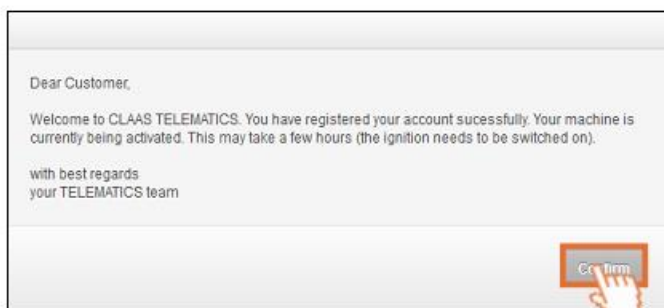 Dear Customer,
Welcome to CLAAS TELEMATICS. You have registered your account sucessfully. Your machine is
currently being activated. This may take a few hours (the ignition needs to be switched on).
with best regards
your TELEMATICS team
Confirm